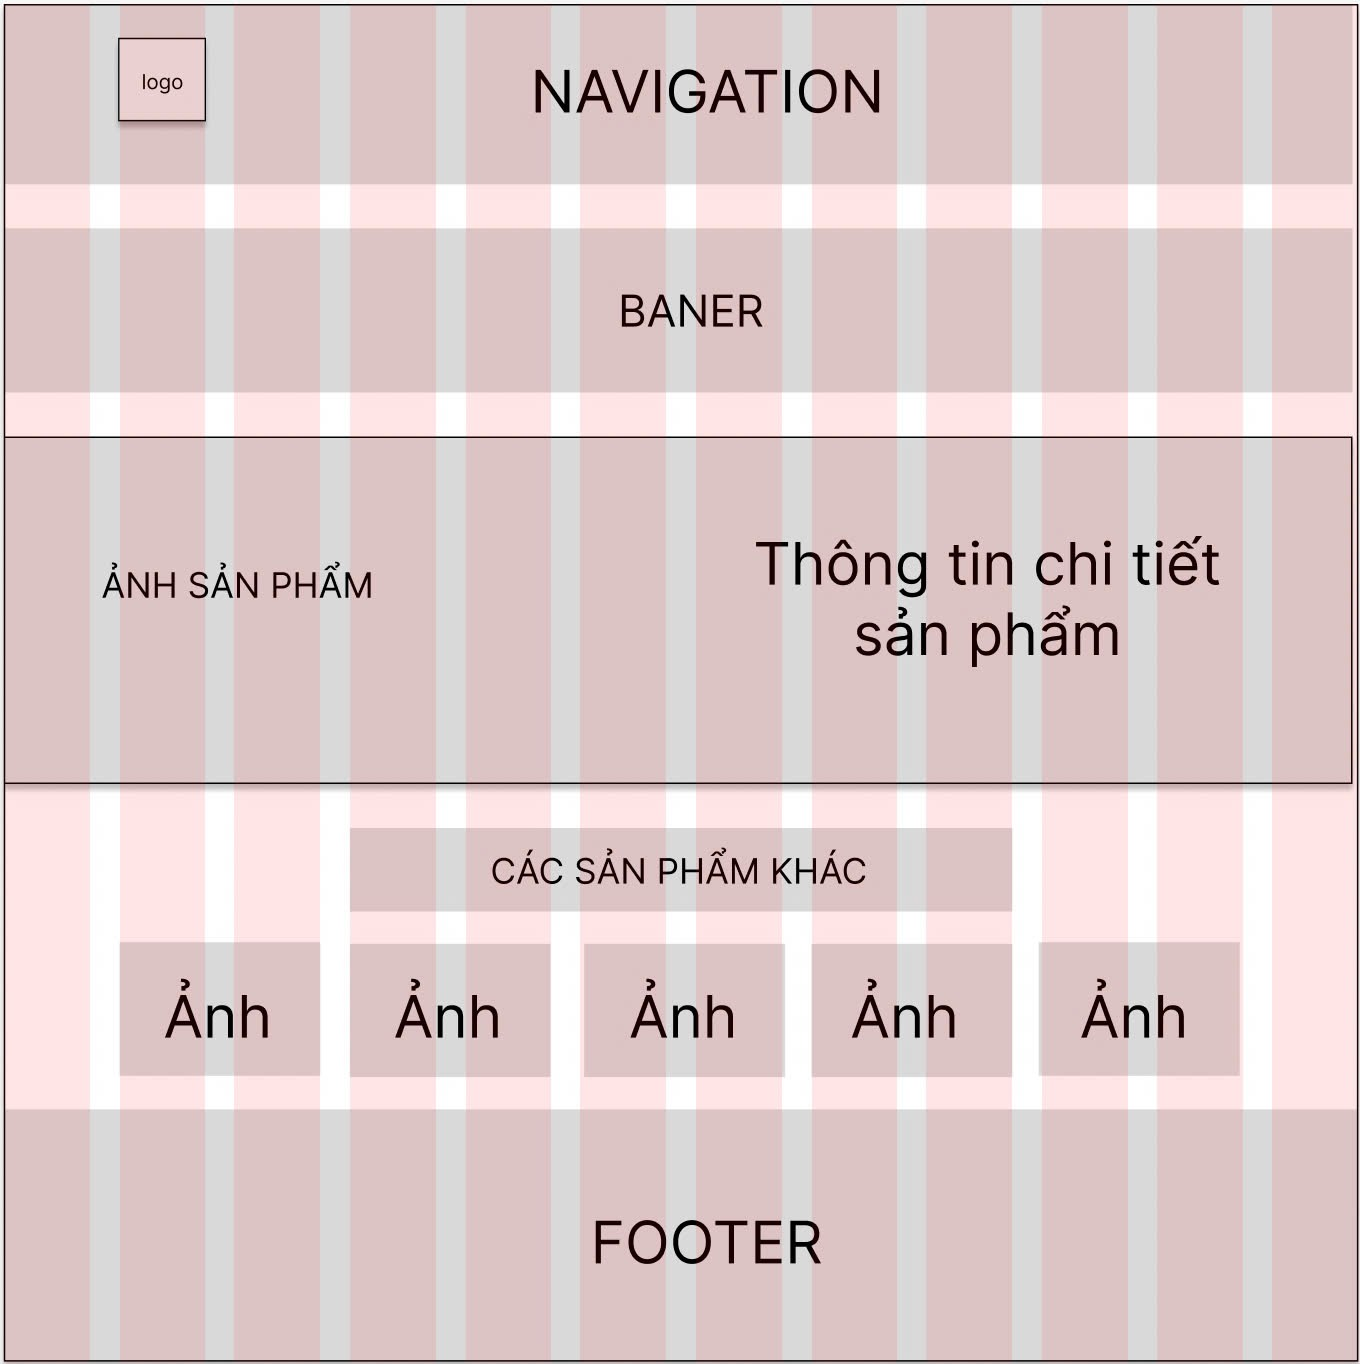 logo
NAVIGATION
BANER
ẢNH SẢN PHẨM
Thông tin chi tiết
sản phẩm
CÁC SẢN PHẨM KHÁC
Ảnh
Ảnh
Ảnh
Ảnh
Ảnh
FOOTER